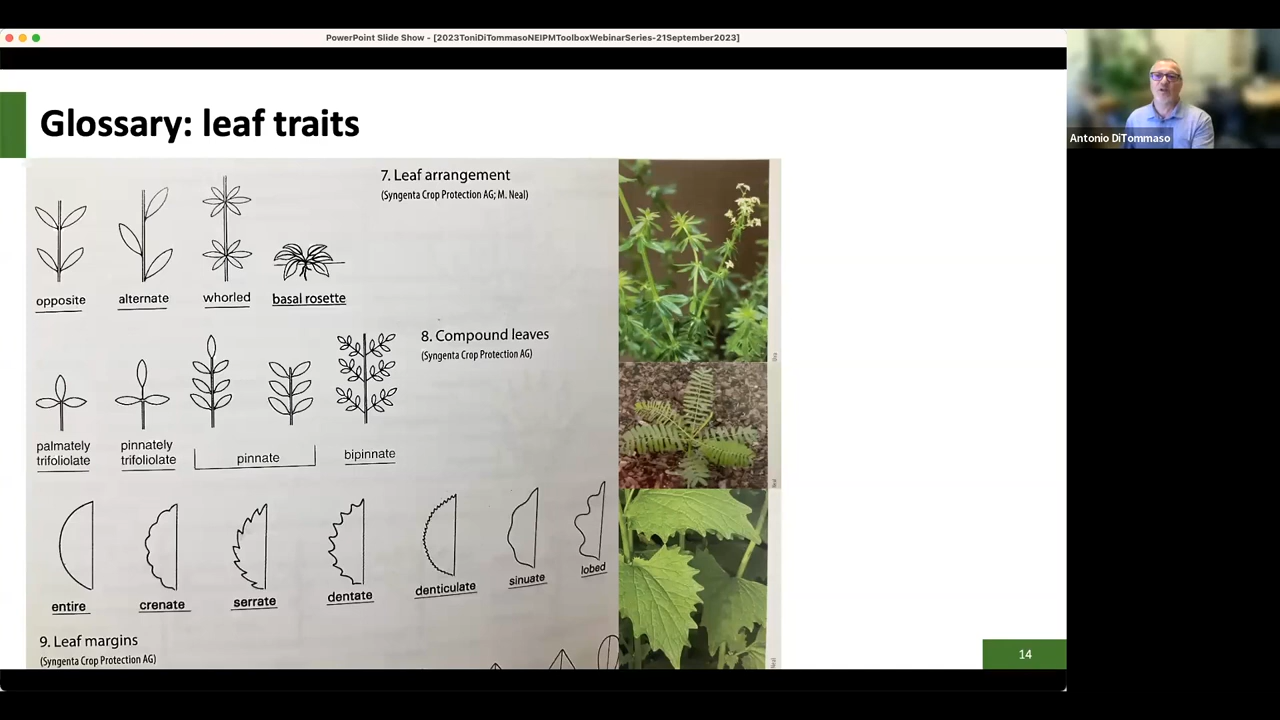 PowerPoint Slide Show - [2023ToniDiTommasoNEIPMToolboxWebinarSeries-21September2023]
Antonio DiTommaso
Glossary: leaf traits
7. Leaf arrangement
(Syngenta Crop Protection AG; M. Neal)
opposite
alternate
whorled
basal rosette
8. Compound leaves
(Syngenta Crop Protection AG)
palmately
trifoliolate
pinnately
trifoliolate
pinnate
bipinnate
entire
crenate
serrate
dentate
denticulate
sinuate
lobed
9. Leaf margins
(Syngenta Crop Protection AG)
14